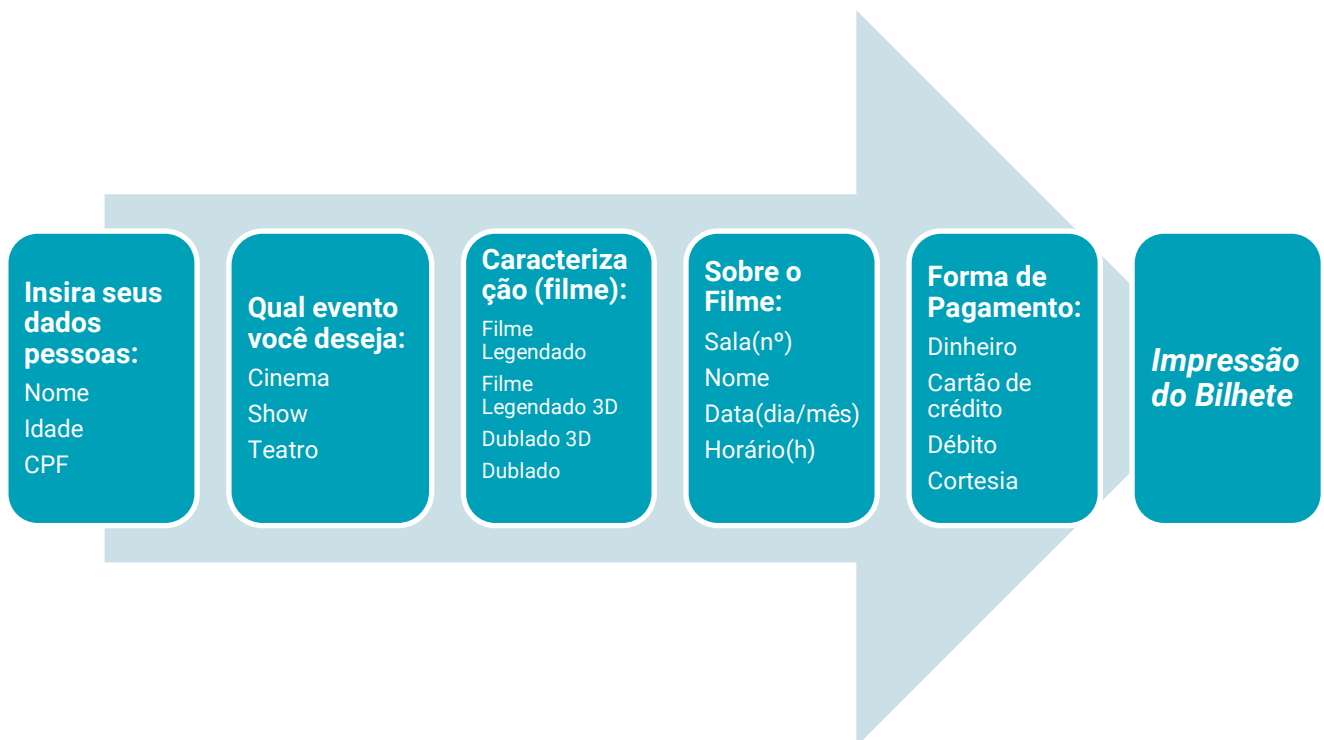 Insira seus
dados
pessoas:
Nome
Idade
CPF
Qual evento
você deseja:
Cinema
Show
Teatro
Caracteriza
ção (filme):
Filme
Legendado
Filme
Legendado 3D
Dublado 3D
Dublado
Sobre o
Filme:
Sala(nº)
Nome
Data(dia/mês)
Horário(h)
Forma de
Pagamento:
Dinheiro
Cartão de
crédito
Débito
Cortesia
Impressão
do Bilhete